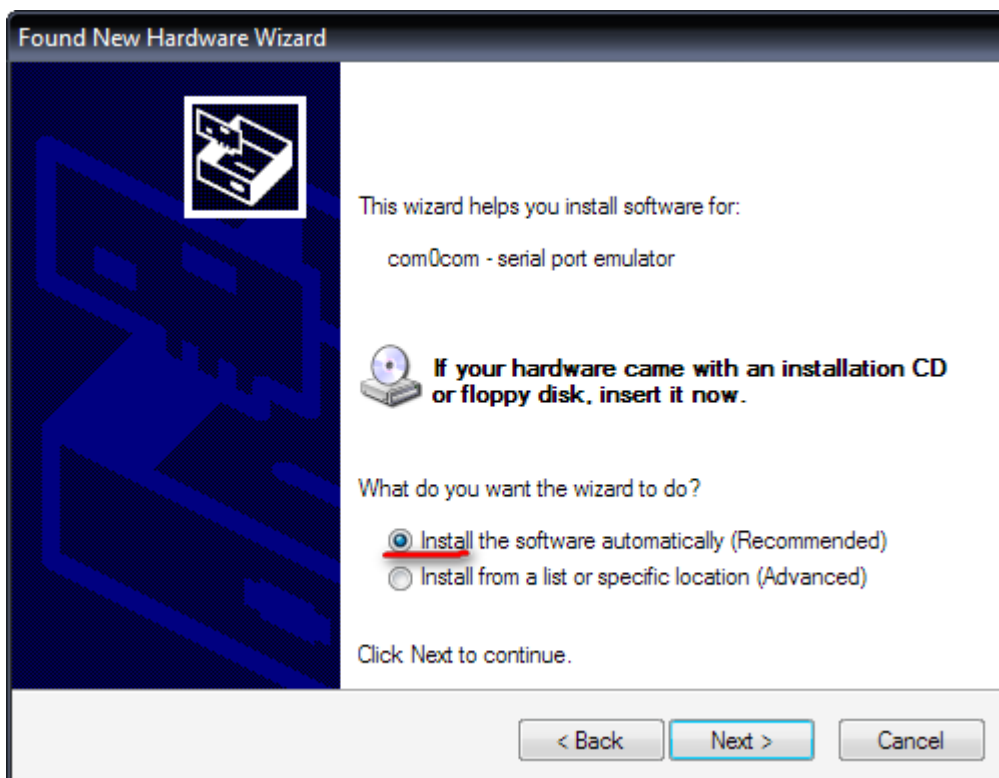 Found New Hardware Wizard
This wizard helps you install software for:
com0com - serial port emulator
If your hardware came with an installation CD
or floppy disk, insert it now.
What do you want the wizard to do?
Install the software automatically (Recommended)
Install from a list or specific location (Advanced)
Click Next to continue.
< Back
Next >
Cancel